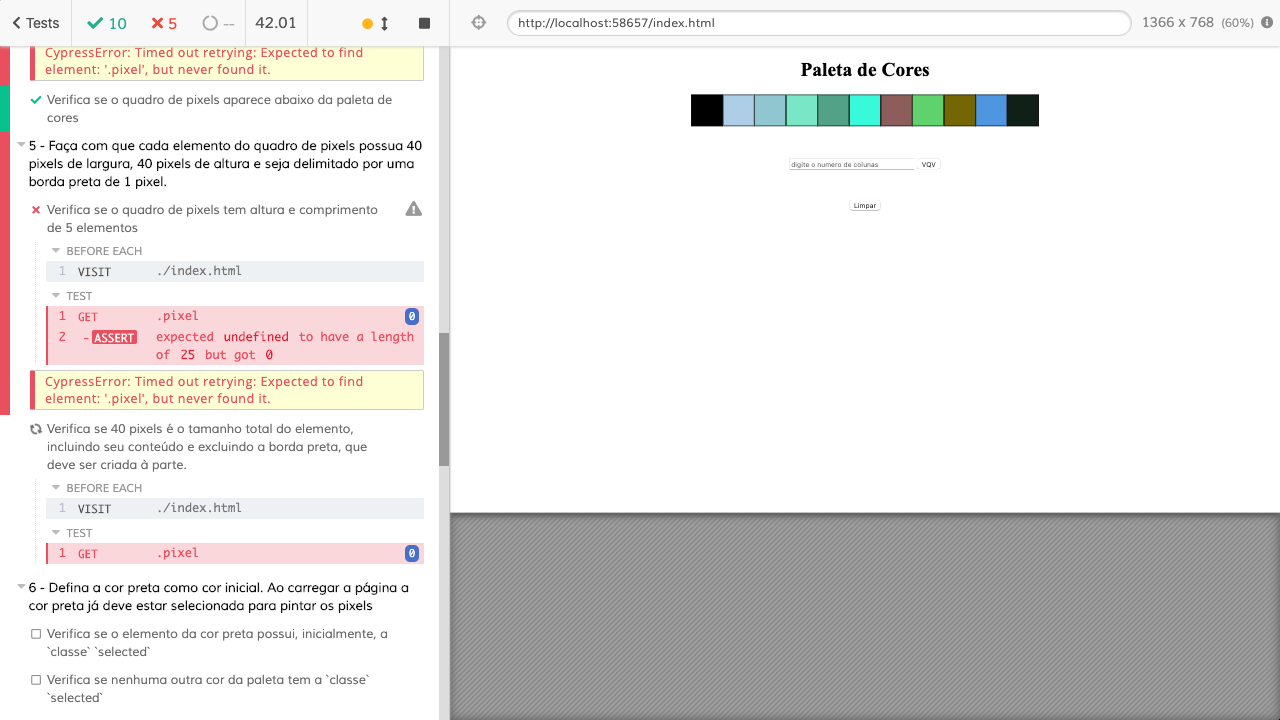 Tests
10
5
--
42.01
http://localhost:58657/index.html
1366 x 768 (60%)
CypressError: Timed out retrying: Expected to find
element: '.pixel', but never found it.
Verifica se o quadro de pixels aparece abaixo da paleta de
cores
5 - Faça com que cada elemento do quadro de pixels possua 40
pixels de largura, 40 pixels de altura e seja delimitado por uma
borda preta de 1 pixel.
Verifica se o quadro de pixels tem altura e comprimento
de 5 elementos
BEFORE EACH
1 VISIT ./index.html
TEST
1 GET .pixel 0
2 -ASSERT expected undefined to have a length
of 25 but got 0
CypressError: Timed out retrying: Expected to find
element: '.pixel', but never found it.
Verifica se 40 pixels é o tamanho total do elemento,
incluindo seu conteúdo e excluindo a borda preta, que
deve ser criada à parte.
BEFORE EACH
1 VISIT ./index.html
TEST
1 GET .pixel 0
6 - Defina a cor preta como cor inicial. Ao carregar a página a
cor preta já deve estar selecionada para pintar os pixels
Verifica se o elemento da cor preta possui, inicialmente, a
`classe` `selected`
Verifica se nenhuma outra cor da paleta tem a `classe`
`selected`
Paleta de Cores
digite o numero de colunas
VQV
Limpar